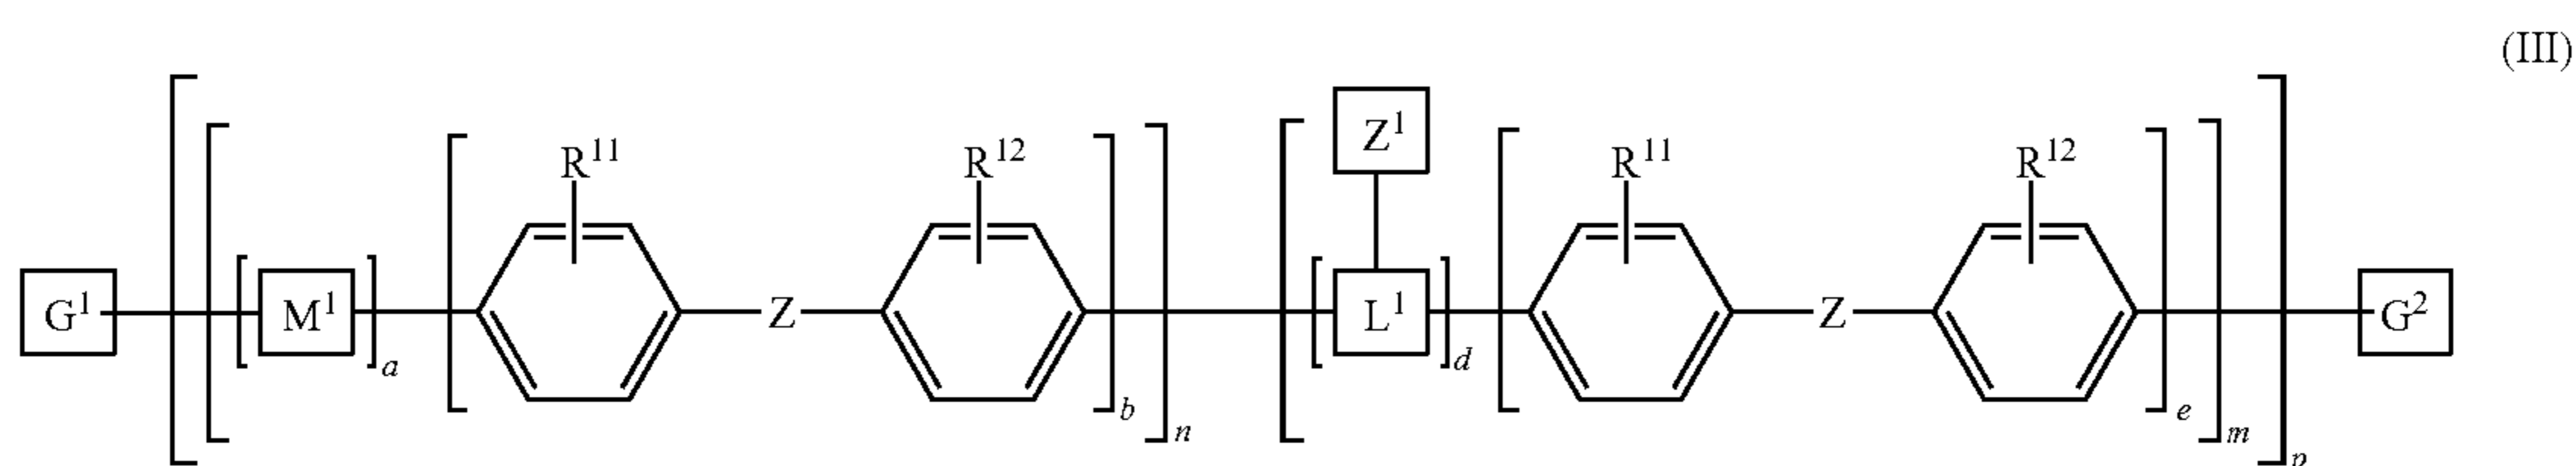 (III)
Z¹
R¹¹ R¹² R¹¹ R¹²
G¹ M¹ a Z b n L¹ d Z e m p G²